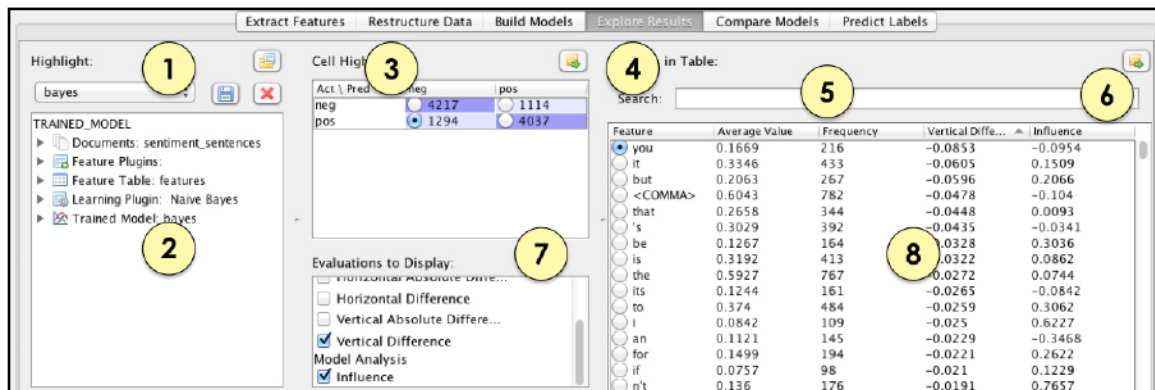 Extract Features Restructure Data Build Models Explore Results Compare Models Predict Labels
Highlight:
1
bayes
TRAINED_MODEL
Documents: sentiment_sentences
Feature Plugins:
Feature Table: features
Learning Plugin: Naive Bayes
Trained Model: bayes
2
Cell High
3
Act \ Pred neg pos
neg 4217 1114
pos 1294 4037
7
Evaluations to Display:
Horizontal Absolute Diffe...
Horizontal Difference
Vertical Absolute Differe...
Vertical Difference
Model Analysis
Influence
4
in Table:
Search:
5
6
Feature Average Value Frequency Vertical Diffe... Influence
you 0.1669 216 -0.0853 -0.0954
it 0.3346 433 -0.0605 0.1509
but 0.2063 267 -0.0596 0.2066
<COMMA> 0.6043 782 -0.0478 -0.104
that 0.2658 344 -0.0448 0.0093
's 0.3029 392 -0.0435 -0.0341
be 0.1267 164 0.0328 0.3036
is 0.3192 413 0.0322 0.0862
the 0.5927 767 -0.0272 0.0744
its 0.1244 161 -0.0265 -0.0842
to 0.374 484 -0.0259 0.3062
i 0.0842 109 -0.025 0.6227
an 0.1121 145 -0.0229 -0.3468
for 0.1499 194 -0.0221 0.2622
if 0.0757 98 -0.021 0.1229
n't 0.136 176 -0.0191 0.7657
8